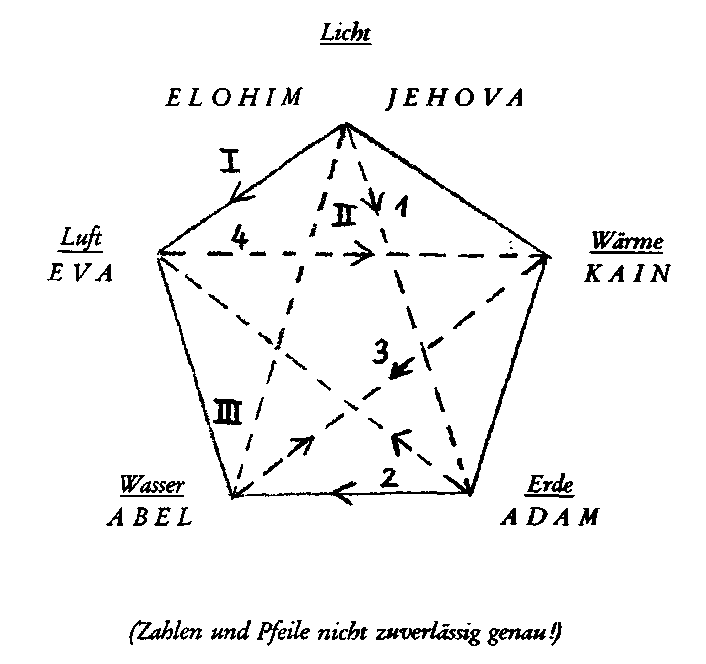 Licht
ELOHIM JEHOVA
I
II 1
Luft 4 Wärme
EVA KAIN
3
III
Wasser 2 Erde
ABEL ADAM
(Zahlen und Pfeile nicht zuverlässig genau!)